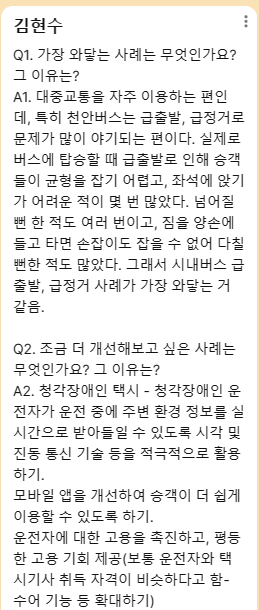 김현수
Q1. 가장 와닿는 사례는 무엇인가요?
그 이유는?
A1. 대중교통을 자주 이용하는 편인
데, 특히 천안버스는 급출발, 급정거로
문제가 많이 야기되는 편이다. 실제로
버스에 탑승할 때 급출발로 인해 승객
들이 균형을 잡기 어렵고, 좌석에 앉기
가 어려운 적이 몇 번 많았다. 넘어질
뻔 한 적도 여러 번이고, 짐을 양손에
들고 타면 손잡이도 잡을 수 없어 다칠
뻔한 적도 많았다. 그래서 시내버스 급
출발, 급정거 사례가 가장 와닿는 거
같음.
Q2. 조금 더 개선해보고 싶은 사례는
무엇인가요? 그 이유는?
A2. 청각장애인 택시 - 청각장애인 운
전자가 운전 중에 주변 환경 정보를 실
시간으로 받아들일 수 있도록 시각 및
진동 통신 기술 등을 적극적으로 활용
하기.
모바일 앱을 개선하여 승객이 더 쉽게
이용할 수 있도록 하기.
운전자에 대한 고용을 촉진하고, 평등
한 고용 기회 제공(보통 운전자와 택
시기사 취득 자격이 비슷하다고 함-
수어 기능 등 확대하기)